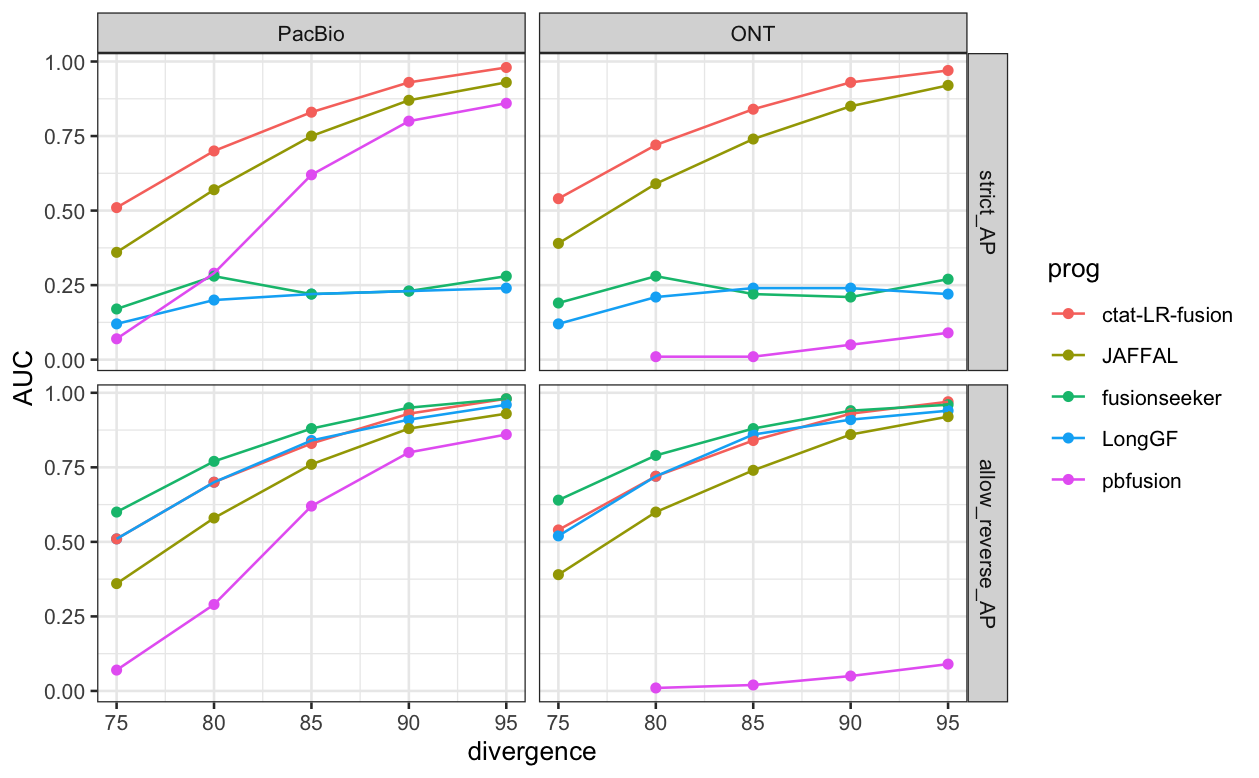 PacBio
ONT
1.00
0.75
0.50
0.25
0.00
strict_AP
1.00
0.75
0.50
0.25
0.00
allow_reverse_AP
AUC
75 80 85 90 95
75 80 85 90 95
divergence
prog
ctat-LR-fusion
JAFFAL
fusionseeker
LongGF
pbfusion